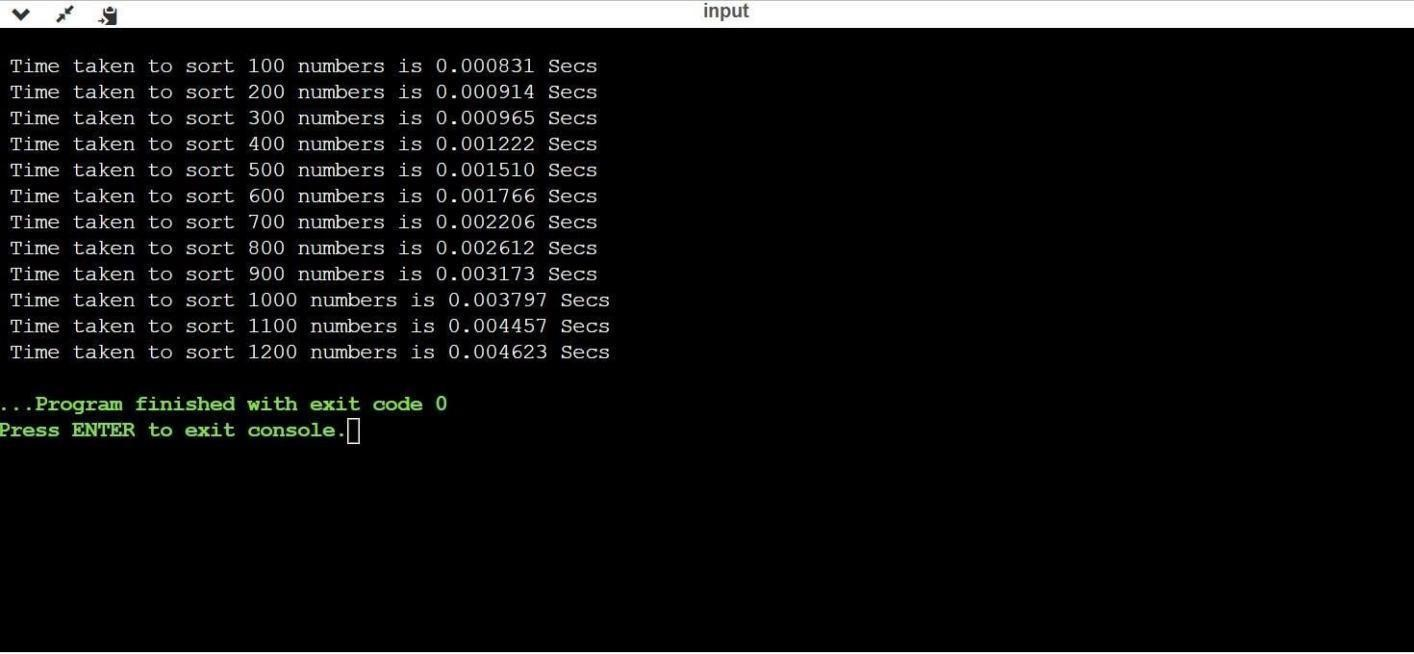 input
Time taken to sort 100 numbers is 0.000831 Secs
Time taken to sort 200 numbers is 0.000914 Secs
Time taken to sort 300 numbers is 0.000965 Secs
Time taken to sort 400 numbers is 0.001222 Secs
Time taken to sort 500 numbers is 0.001510 Secs
Time taken to sort 600 numbers is 0.001766 Secs
Time taken to sort 700 numbers is 0.002206 Secs
Time taken to sort 800 numbers is 0.002612 Secs
Time taken to sort 900 numbers is 0.003173 Secs
Time taken to sort 1000 numbers is 0.003797 Secs
Time taken to sort 1100 numbers is 0.004457 Secs
Time taken to sort 1200 numbers is 0.004623 Secs
...Program finished with exit code 0
Press ENTER to exit console.